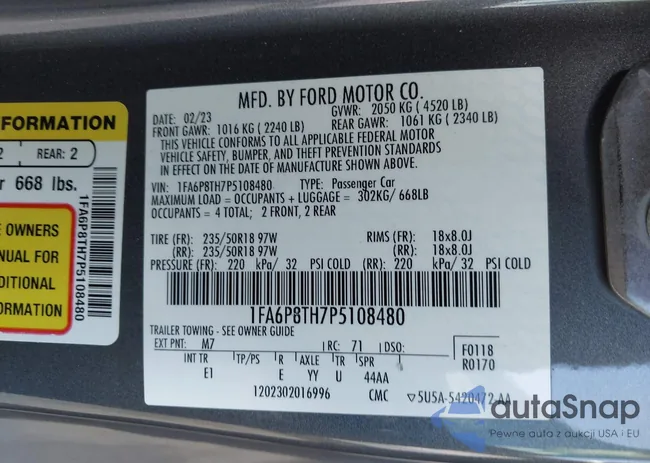 FORMATION
2 REAR: 2
r 668 lbs.
E OWNERS
NUAL FOR
DITIONAL
RMATION
1FA6P8TH7P5108480
MFD. BY FORD MOTOR CO.
DATE: 02/23 GVWR: 2050 KG (4520 LB)
FRONT GAWR: 1016 KG (2240 LB) REAR GAWR: 1061 KG (2340 LB)
THIS VEHICLE CONFORMS TO ALL APPLICABLE FEDERAL MOTOR
VEHICLE SAFETY, BUMPER, AND THEFT PREVENTION STANDARDS
IN EFFECT ON THE DATE OF MANUFACTURE SHOWN ABOVE.
VIN: 1FA6P8TH7P5108480 TYPE: Passenger Car
MAXIMUM LOAD = OCCUPANTS + LUGGAGE = 302KG/ 668LB
OCCUPANTS = 4 TOTAL; 2 FRONT, 2 REAR
TIRE (FR): 235/50R18 97W RIMS (FR): 18x8.0J
(RR): 235/50R18 97W (RR): 18x8.0J
PRESSURE (FR): 220 kPa/ 32 PSI COLD (RR): 220 kPa/ 32 PSI COLD
1FA6P8TH7P5108480
TRAILER TOWING - SEE OWNER GUIDE
EXT PNT: M7 RC: 71 DSO: F0118
R0170
INT TR TP/PS R AXLE TR SPR
E1 E YY U 44AA
1202302016996 CMC ▽5U5A-5420472-AA
autoSnap
Pewne auta z aukcji USA i EU